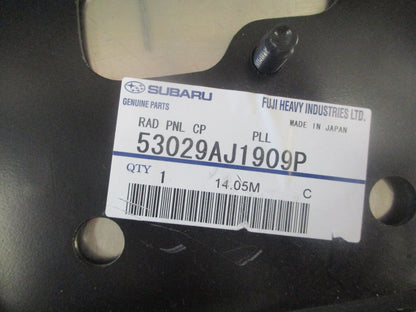 SUBARU FUJI HEAVY INDUSTRIES LTD.
GENUINE PARTS MADE IN JAPAN
RAD PNL CP PLL
53029AJ1909P
QTY 1 14.05M C